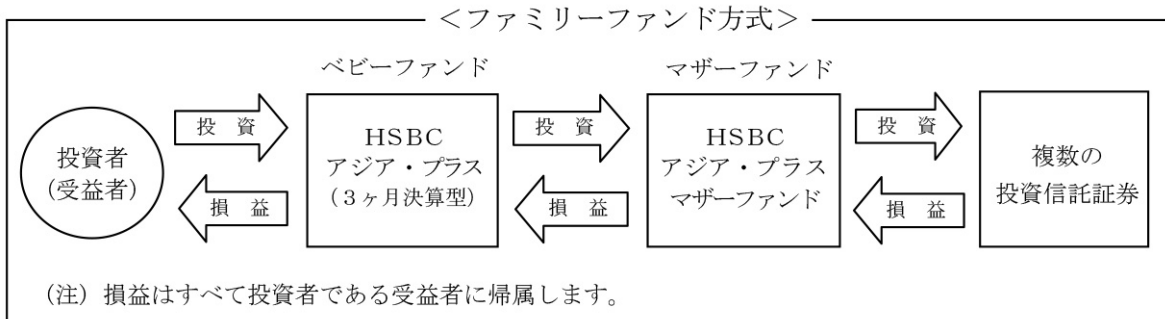 ＜ファミリーファンド方式＞
ベビーファンド
マザーファンド
投資者
(受益者)
投　資
損　益
HSBC
アジア・プラス
(３ヶ月決算型)
投　資
損　益
HSBC
アジア・プラス
マザーファンド
投　資
損　益
複数の
投資信託証券
(注) 損益はすべて投資者である受益者に帰属します。